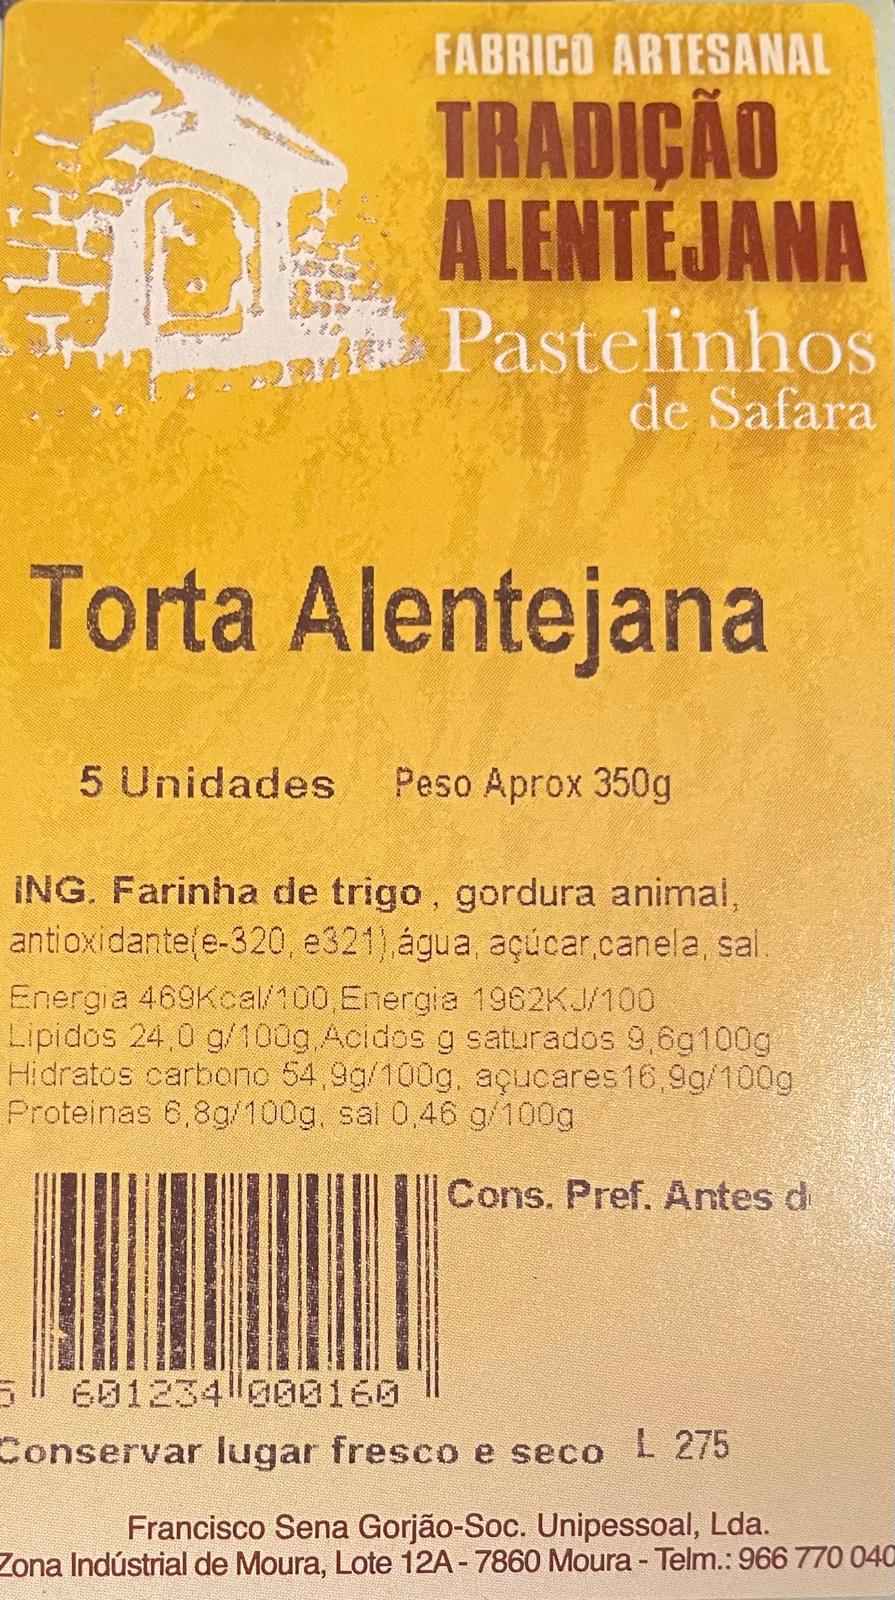 FABRICO ARTESANAL
TRADIÇÃO
ALENTEJANA
Pastelinhos
de Safara
Torta Alentejana
5 Unidades Peso Aprox 350g
ING. Farinha de trigo, gordura animal,
antioxidante(e-320, e321),água, açúcar,canela, sal.
Energia 469Kcal/100,Energia 1962KJ/100
Lipidos 24,0 g/100g,Acidos g saturados 9,6g100g
Hidratos carbono 54,9g/100g, açucares16,9g/100g
Proteinas 6,8g/100g, sal 0,46 g/100g
Cons. Pref. Antes d
5 601234 000160
Conservar lugar fresco e seco L 275
Francisco Sena Gorjão-Soc. Unipessoal, Lda.
Zona Indústrial de Moura, Lote 12A - 7860 Moura - Telm.: 966 770 040